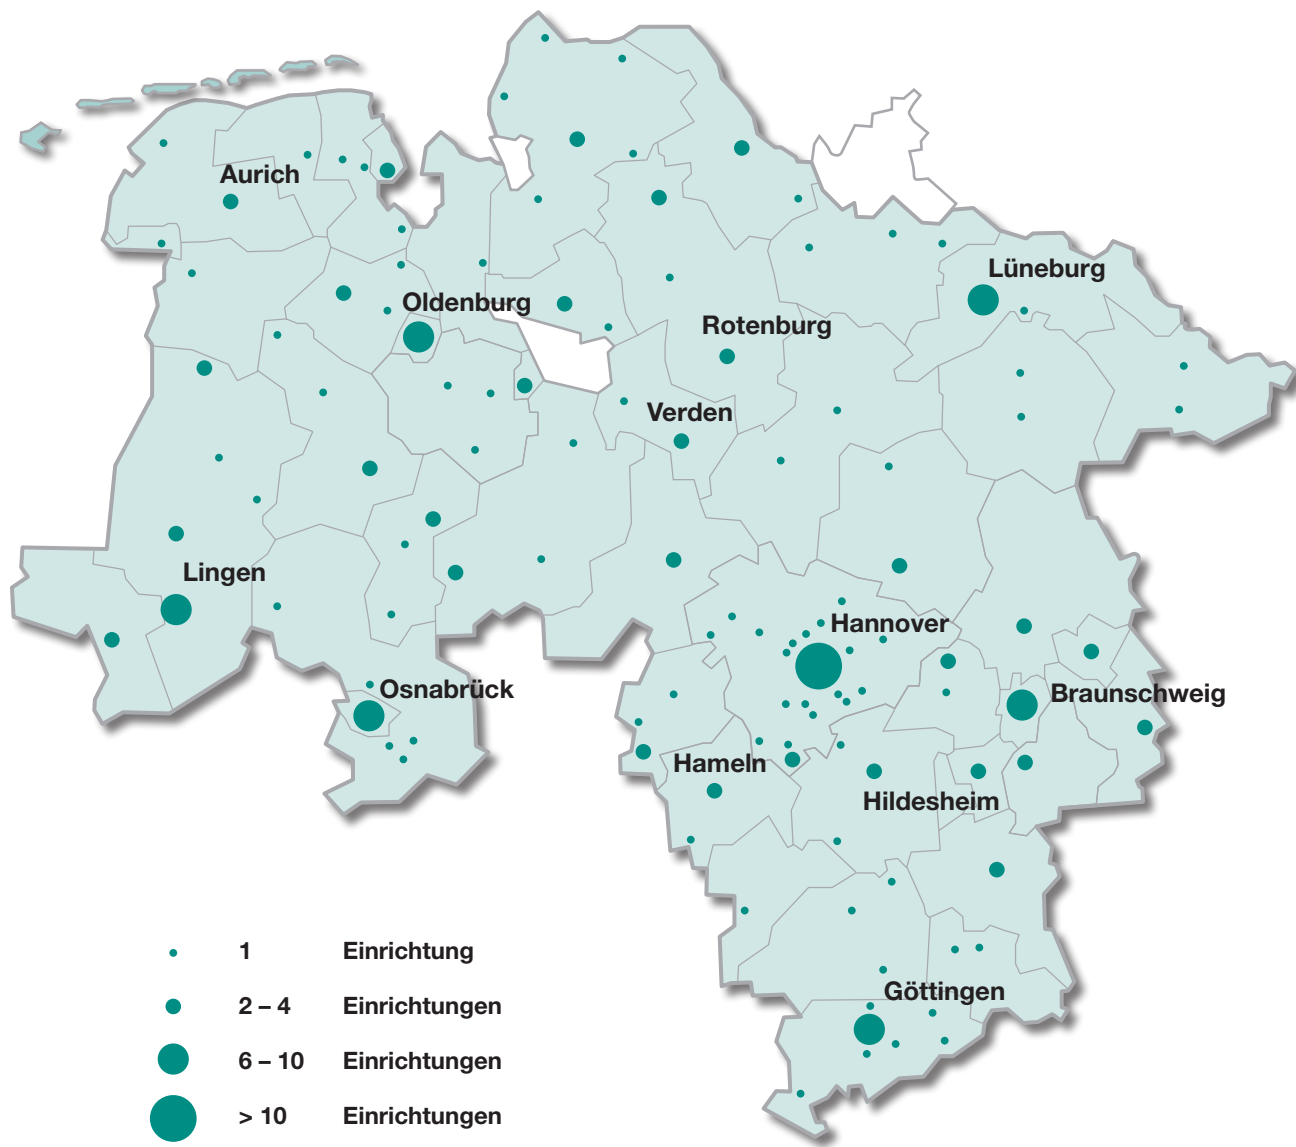 Aurich
Lüneburg
Oldenburg
Rotenburg
Verden
Lingen
Hannover
Osnabrück
Braunschweig
Hameln
Hildesheim
Göttingen
1 Einrichtung
2 – 4 Einrichtungen
6 – 10 Einrichtungen
> 10 Einrichtungen